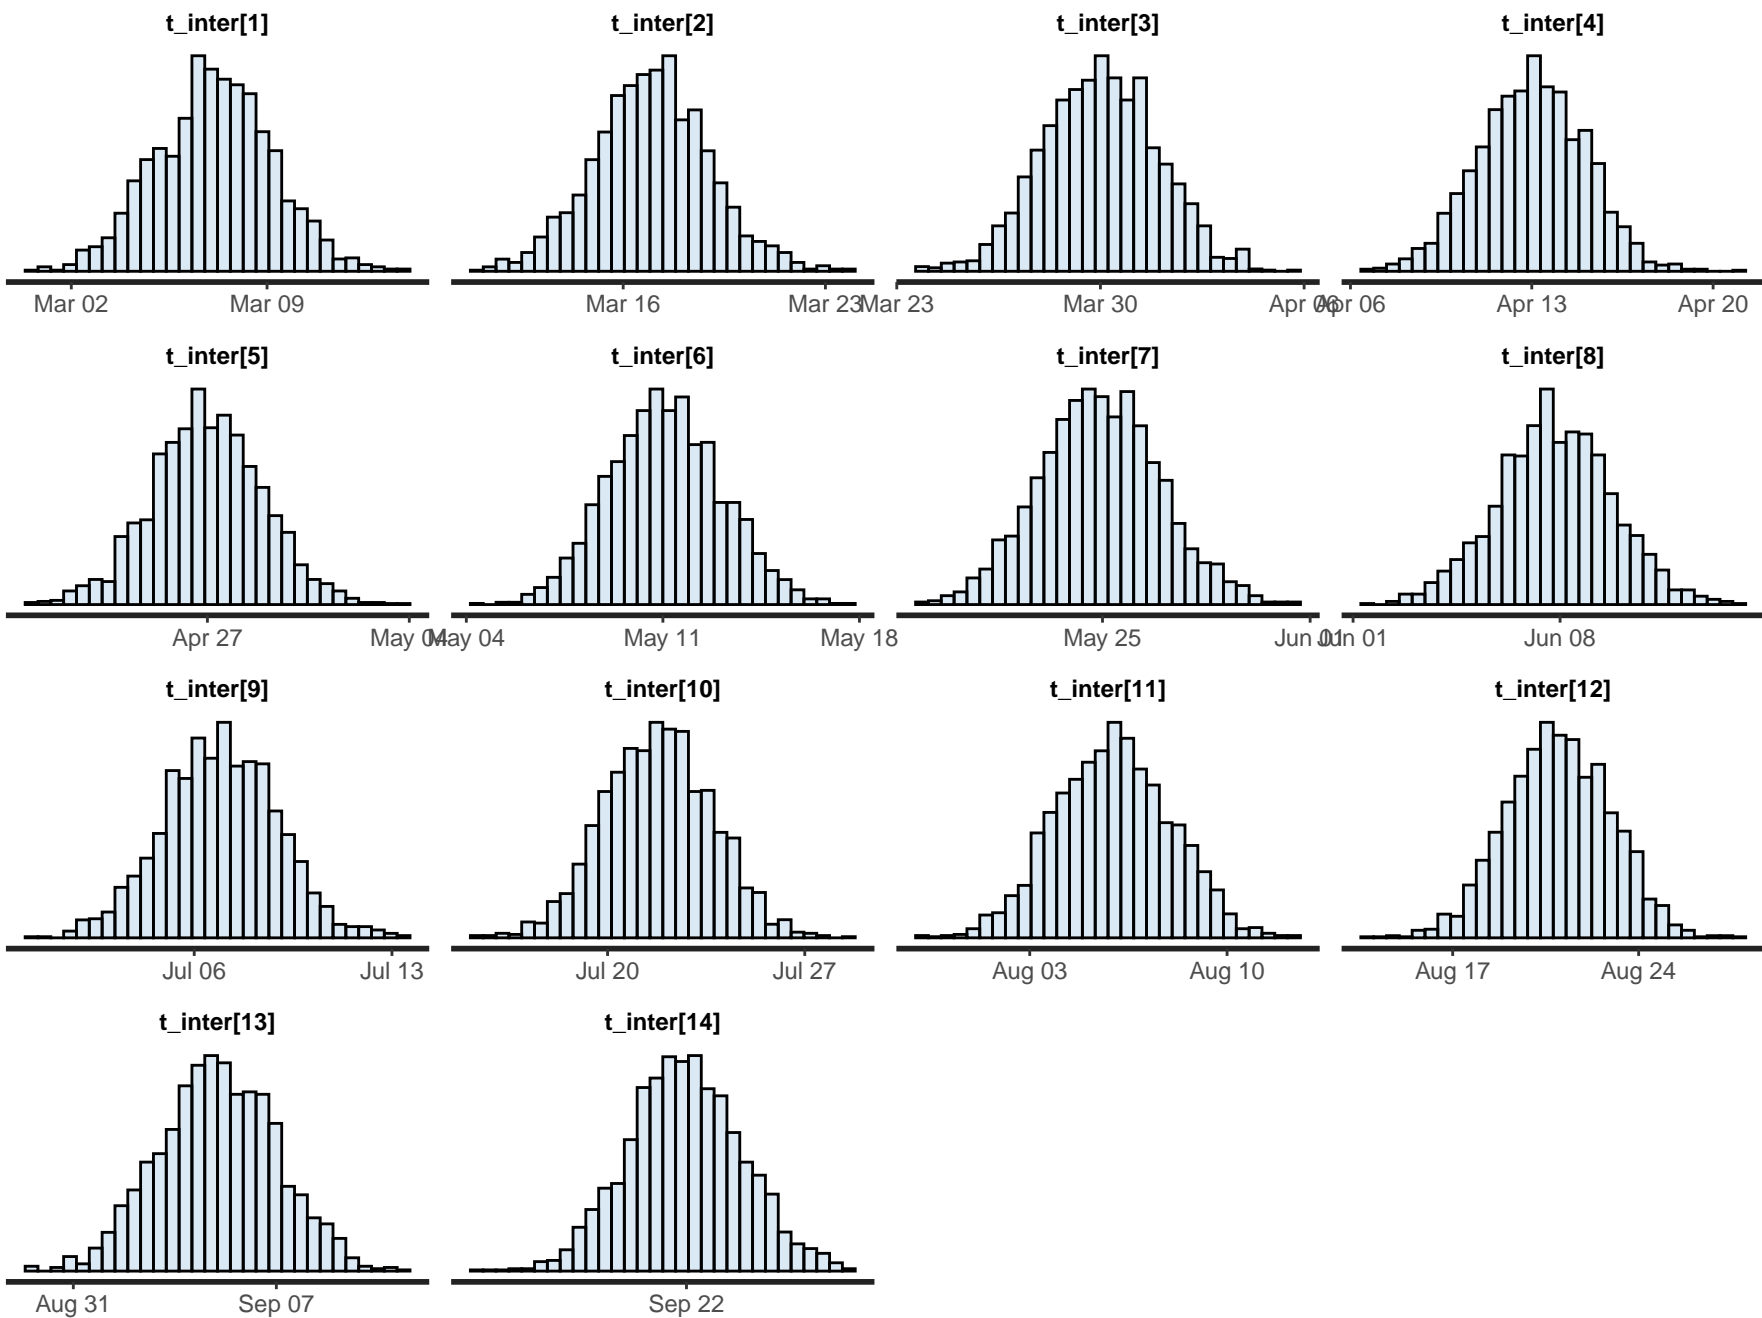 t_inter[1] t_inter[2] t_inter[3] t_inter[4]
Mar 02 Mar 09 Mar 16 Mar 23 Mar 23 Mar 30 Apr 06 Apr 06 Apr 13 Apr 20
t_inter[5] t_inter[6] t_inter[7] t_inter[8]
Apr 27 May 04 May 04 May 11 May 18 May 25 Jun 01 Jun 01 Jun 08
t_inter[9] t_inter[10] t_inter[11] t_inter[12]
Jul 06 Jul 13 Jul 20 Jul 27 Aug 03 Aug 10 Aug 17 Aug 24
t_inter[13] t_inter[14]
Aug 31 Sep 07 Sep 22